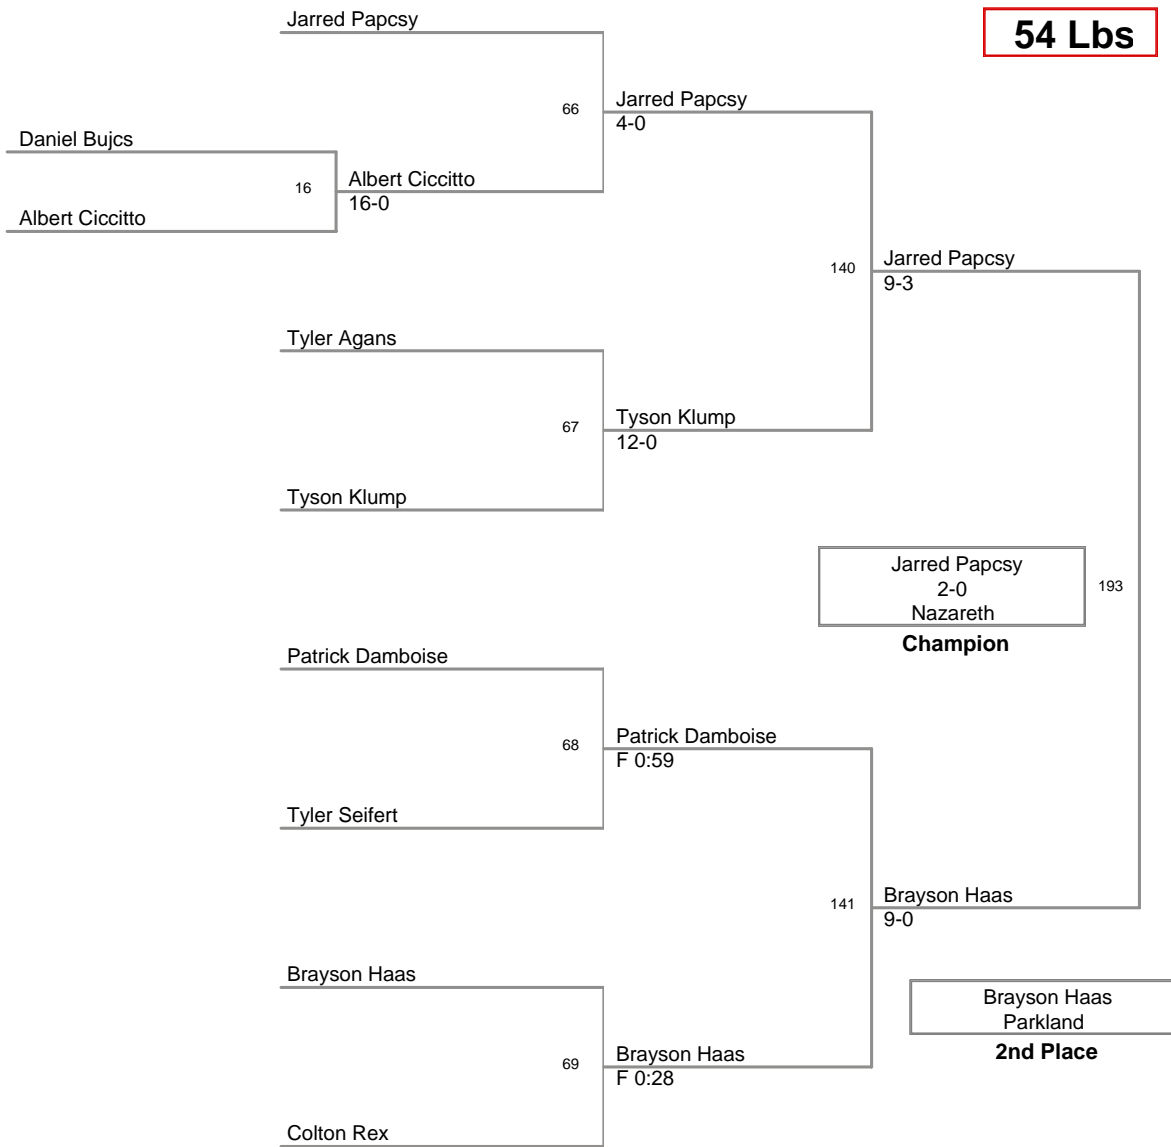 Jarred Papcsy
54 Lbs
66
Jarred Papcsy
4-0
Daniel Bujcs
16
Albert Ciccitto
16-0
Albert Ciccitto
140
Jarred Papcsy
9-3
Tyler Agans
67
Tyson Klump
12-0
Tyson Klump
Jarred Papcsy
2-0
Nazareth
193
Champion
Patrick Damboise
68
Patrick Damboise
F 0:59
Tyler Seifert
141
Brayson Haas
9-0
Brayson Haas
Brayson Haas
Parkland
2nd Place
69
Brayson Haas
F 0:28
Colton Rex